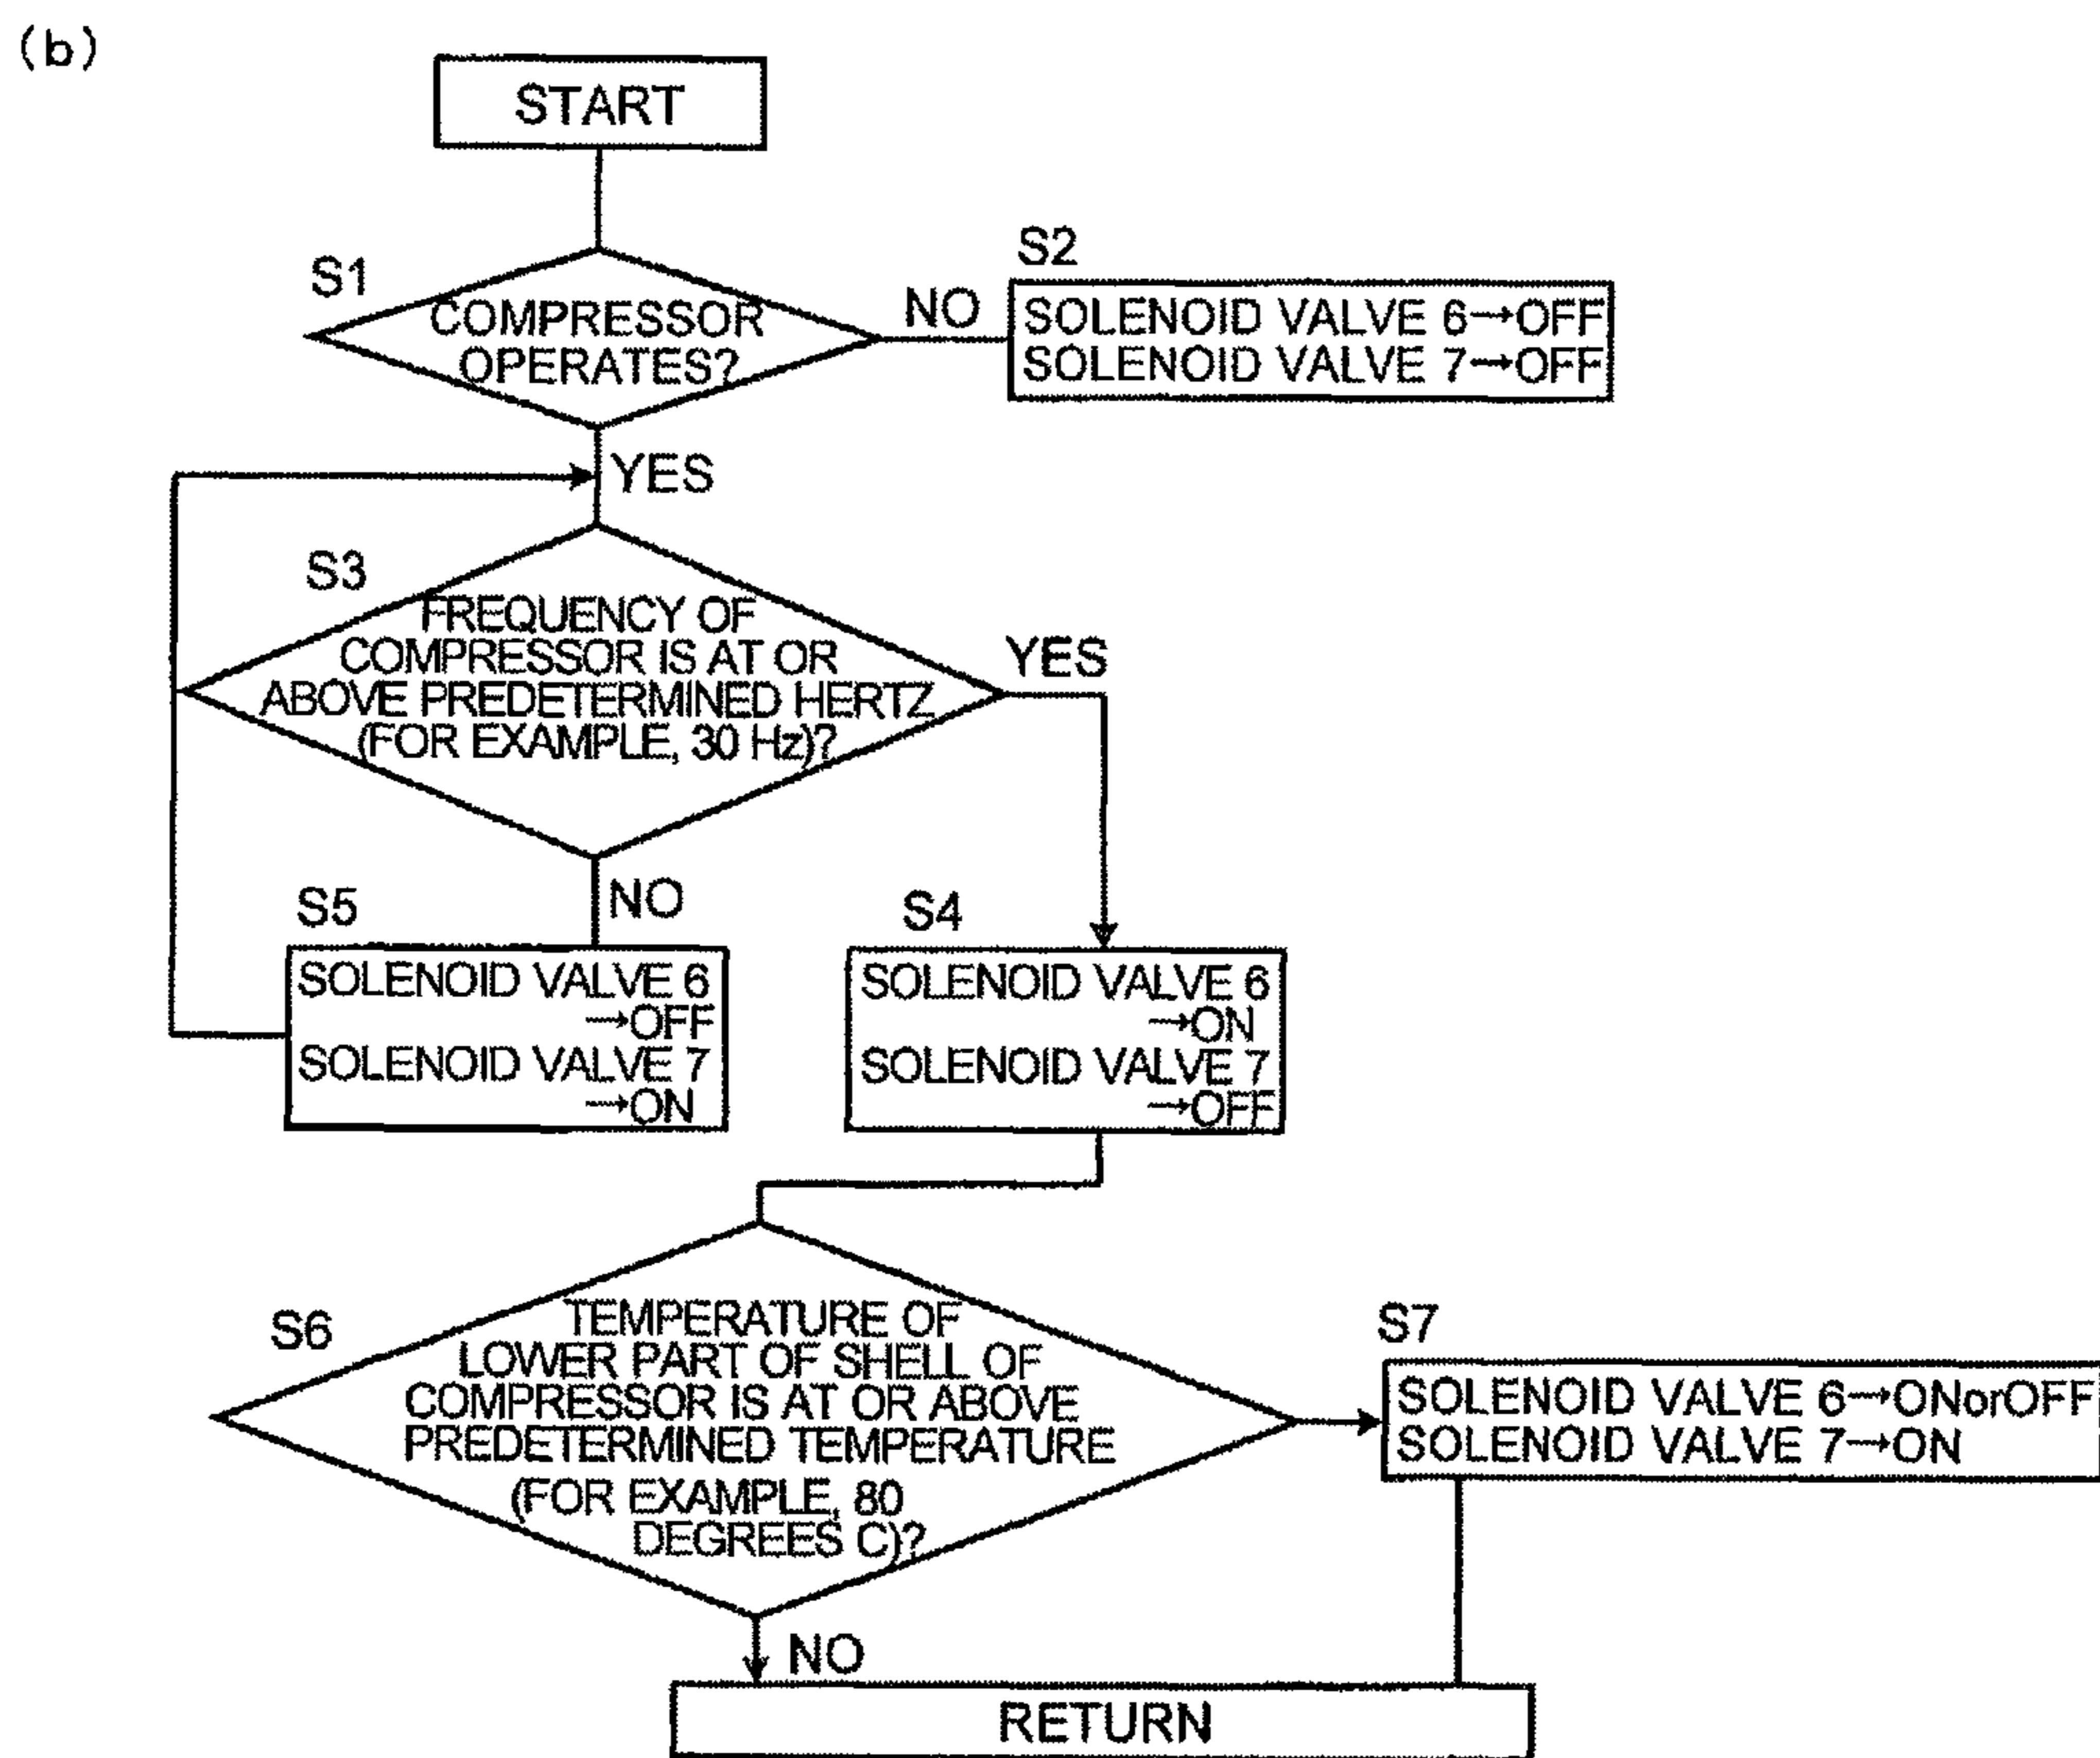 (b)
START
S1
COMPRESSOR
OPERATES?
NO
S2
SOLENOID VALVE 6→OFF
SOLENOID VALVE 7→OFF
YES
S3
FREQUENCY OF
COMPRESSOR IS AT OR
ABOVE PREDETERMINED HERTZ
(FOR EXAMPLE, 30 Hz)?
YES
NO
S5
SOLENOID VALVE 6
→OFF
SOLENOID VALVE 7
→ON
S4
SOLENOID VALVE 6
→ON
SOLENOID VALVE 7
→OFF
S6
TEMPERATURE OF
LOWER PART OF SHELL OF
COMPRESSOR IS AT OR ABOVE
PREDETERMINED TEMPERATURE
(FOR EXAMPLE, 80
DEGREES C)?
S7
SOLENOID VALVE 6→ONorOFF
SOLENOID VALVE 7→ON
NO
RETURN